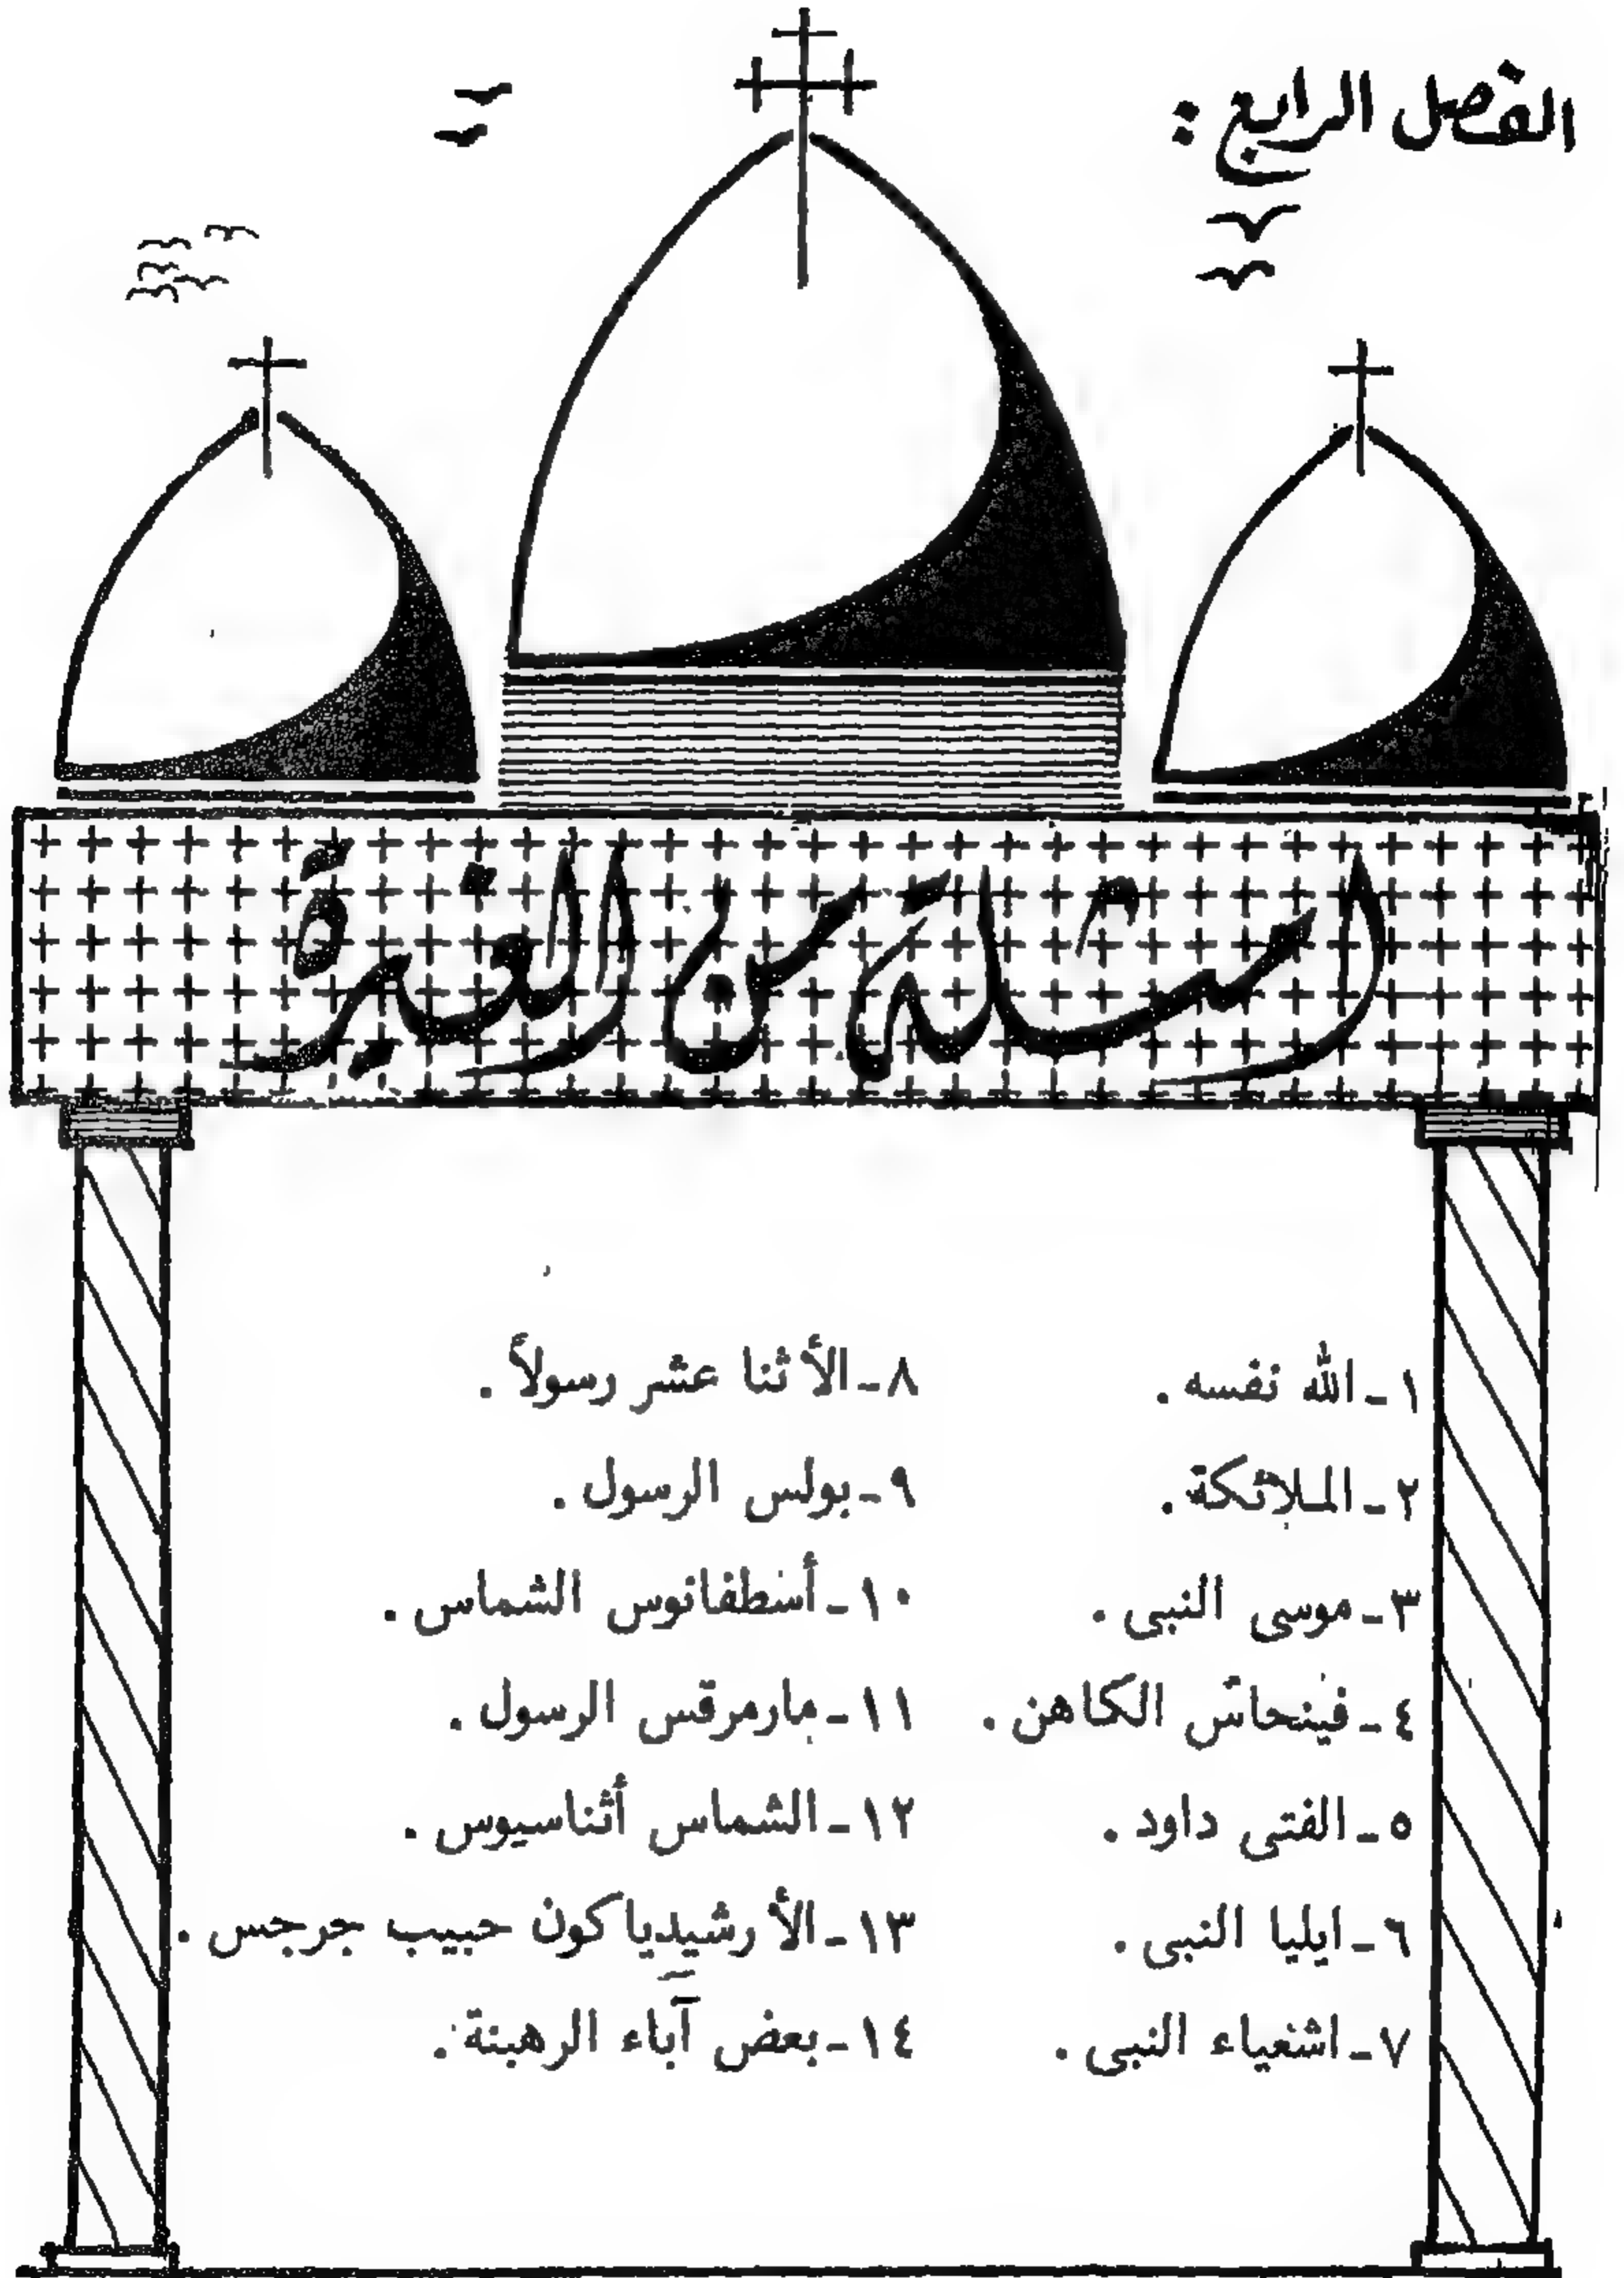 الفصل الرابع :
امثلة من الغيرة
١ ـ الله نفسه .
٢ ـ الملائكة .
٣ ـ موسى النبى .
٤ ـ فينحاس الكاهن .
٥ ـ الفتى داود .
٦ ـ ايليا النبى .
٧ ـ اشعياء النبى .
٨ ـ الأثنا عشر رسولاً .
٩ ـ بولس الرسول .
١٠ ـ أسطفانوس الشماس .
١١ ـ مارمرقس الرسول .
١٢ ـ الشماس أثناسيوس .
١٣ ـ الأرشيدياكون حبيب جرجس .
١٤ ـ بعض آباء الرهبنة .